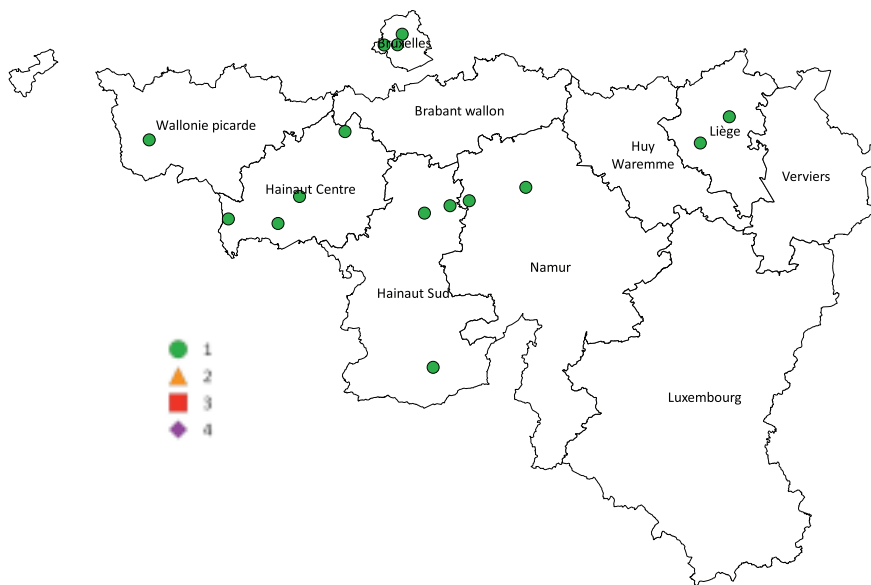 Bruxelles
Brabant wallon
Wallonie picarde
Liège
Huy
Waremme
Verviers
Hainaut Centre
Namur
Hainaut Sud
1
2
3
4
Luxembourg